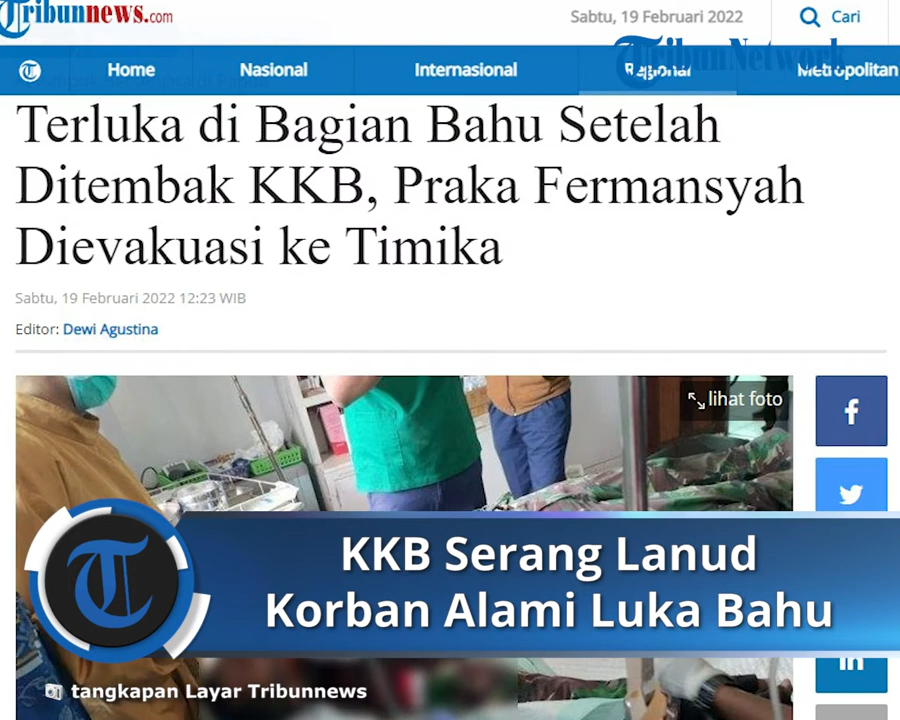 Tribunnews.com
Sabtu, 19 Februari 2022
Cari
TribunNetwork
Home
Nasional
Internasional
Regional
Metropolitan
Terluka di Bagian Bahu Setelah
Ditembak KKB, Praka Fermansyah
Dievakuasi ke Timika
Sabtu, 19 Februari 2022 12:23 WIB
Editor: Dewi Agustina
lihat foto
KKB Serang Lanud
Korban Alami Luka Bahu
tangkapan Layar Tribunnews